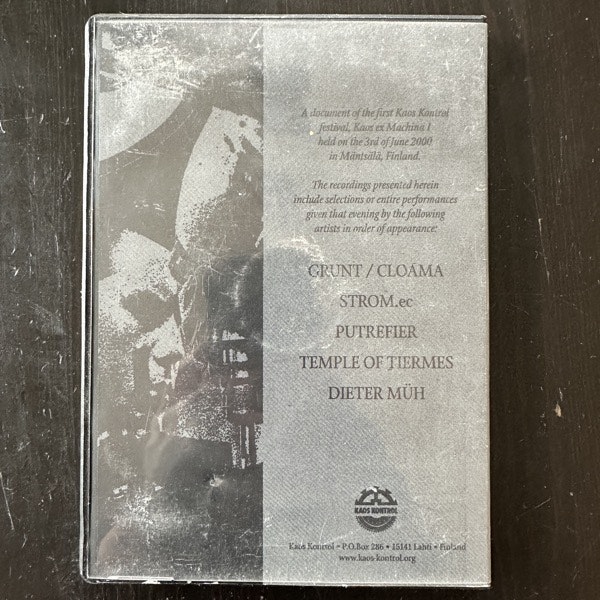 A document of the first Kaos Kontrol
festival, Kaos ex Machina I
held on the 3rd of June 2000
in Mäntsälä, Finland.
The recordings presented herein
include selections or entire performances
given that evening by the following
artists in order of appearance:
GRUNT / CLOAMA
STROM.ec
PUTREFIER
TEMPLE OF TIERMES
DIETER MÜH
KAOS KONTROL
Kaos Kontrol • P.O.Box 286 • 15141 Lahti • Finland
www.kaos-kontrol.org